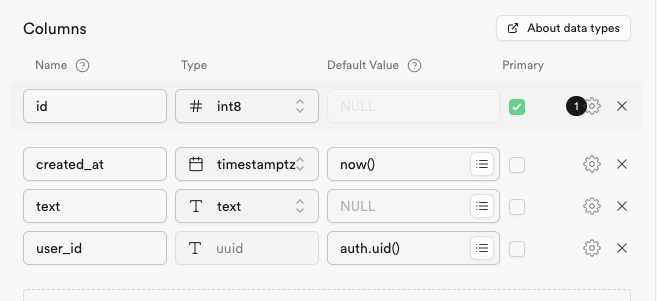 Columns
About data types
Name ? Type Default Value ? Primary
id # int8 NULL 1
created_at timestamptz now()
text T text NULL
user_id T uuid auth.uid()